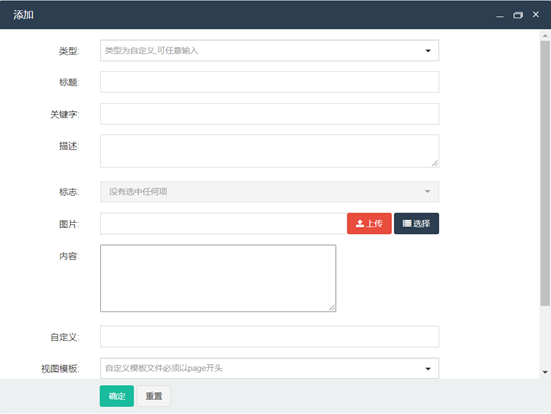 添加
类型: 类型为自定义,可任意输入
标题:
关键字:
描述:
标志: 没有选中任何项
图片: 上传 选择
内容:
自定义:
视图模板: 自定义模板文件必须以page开头
确定 重置